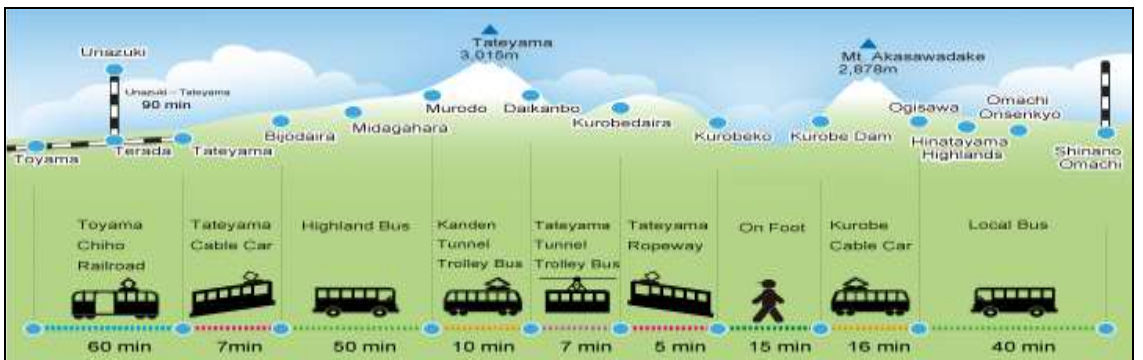 Unazuki
Unazuki - Tateyama
90 min
Toyama
Terada
Tateyama
Bijodaira
Midagahara
Murodo
Tateyama
3,015m
Daikanbo
Kurobedaira
Kurobeko
Mt. Akasawadake
2,878m
Kurobe Dam
Ogisawa
Hinatayama
Highlands
Omachi
Onsenkyo
Shinano
Omachi
Toyama
Chiho
Railroad
Tateyama
Cable Car
Highland Bus
Kanden
Tunnel
Trolley Bus
Tateyama
Tunnel
Trolley Bus
Tateyama
Ropeway
On Foot
Kurobe
Cable Car
Local Bus
60 min
7min
50 min
10 min
7 min
5 min
15 min
16 min
40 min